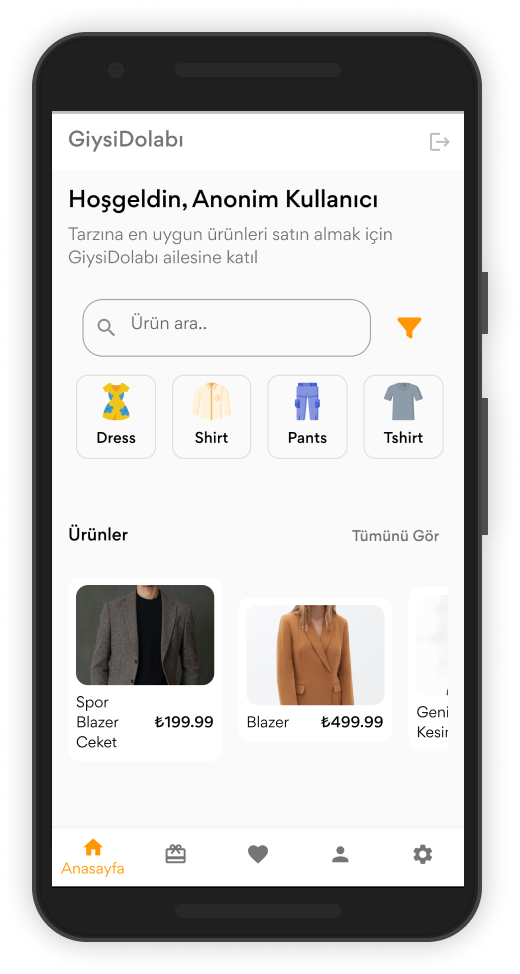 GiysiDolabı
Hoşgeldin, Anonim Kullanıcı
Tarzına en uygun ürünleri satın almak için
GiysiDolabı ailesine katıl
Ürün ara..
Dress
Shirt
Pants
Tshirt
Ürünler
Tümünü Gör
Spor
Blazer
Ceket
₺199.99
Blazer
₺499.99
Geni
Kesin
Anasayfa